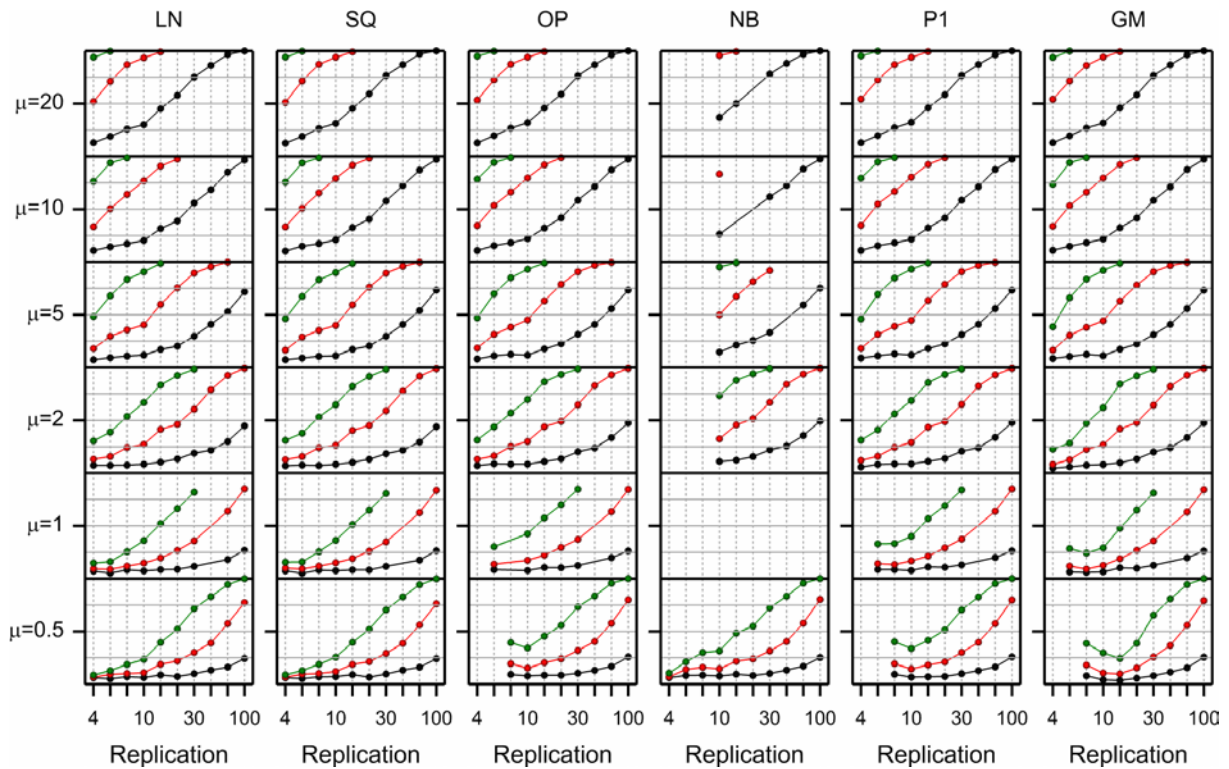 LN SQ OP NB P1 GM
μ=20
μ=10
μ=5
μ=2
μ=1
μ=0.5
4 10 30 100 4 10 30 100 4 10 30 100 4 10 30 100 4 10 30 100 4 10 30 100
Replication Replication Replication Replication Replication Replication